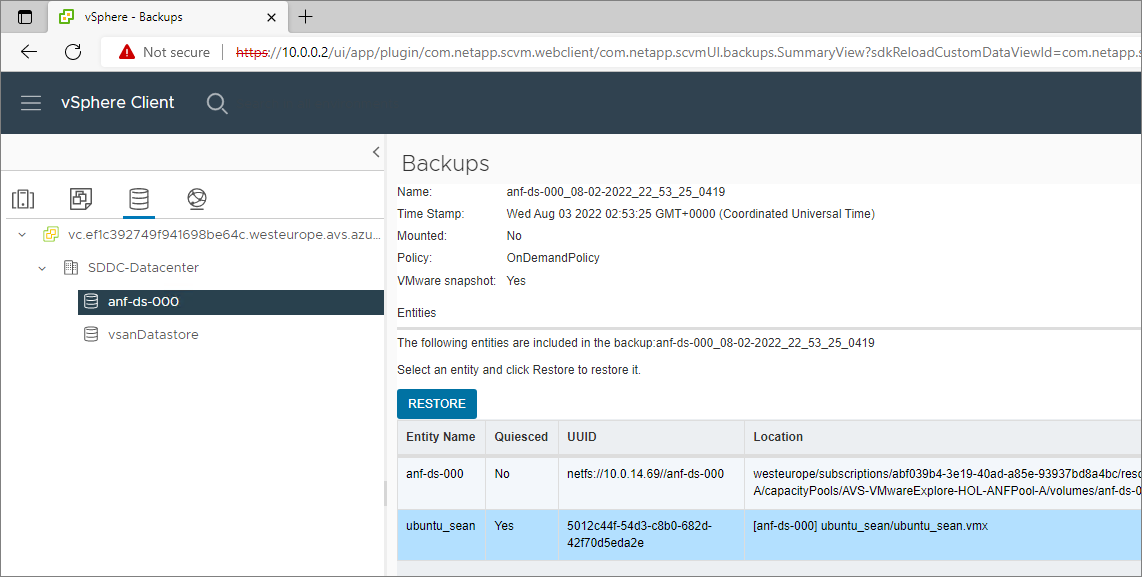 vSphere - Backups
Not secure https://10.0.0.2/ui/app/plugin/com.netapp.scvm.webclient/com.netapp.scvmUI.backups.SummaryView?sdkReloadCustomDataViewId=com.netapp.s
vSphere Client
Backups
Name: anf-ds-000_08-02-2022_22_53_25_0419
Time Stamp: Wed Aug 03 2022 02:53:25 GMT+0000 (Coordinated Universal Time)
Mounted: No
Policy: OnDemandPolicy
VMware snapshot: Yes
vc.ef1c392749f941698be64c.westeurope.avs.azu...
SDDC-Datacenter
anf-ds-000
vsanDatastore
Entities
The following entities are included in the backup:anf-ds-000_08-02-2022_22_53_25_0419
Select an entity and click Restore to restore it.
RESTORE
Entity Name Quiesced UUID Location
anf-ds-000 No netfs://10.0.14.69//anf-ds-000 westeurope/subscriptions/abf039b4-3e19-40ad-a85e-93937bd8a4bc/reso
A/capacityPools/AVS-VMwareExplore-HOL-ANFPool-A/volumes/anf-ds-0
ubuntu_sean Yes 5012c44f-54d3-c8b0-682d- [anf-ds-000] ubuntu_sean/ubuntu_sean.vmx
42f70d5eda2e